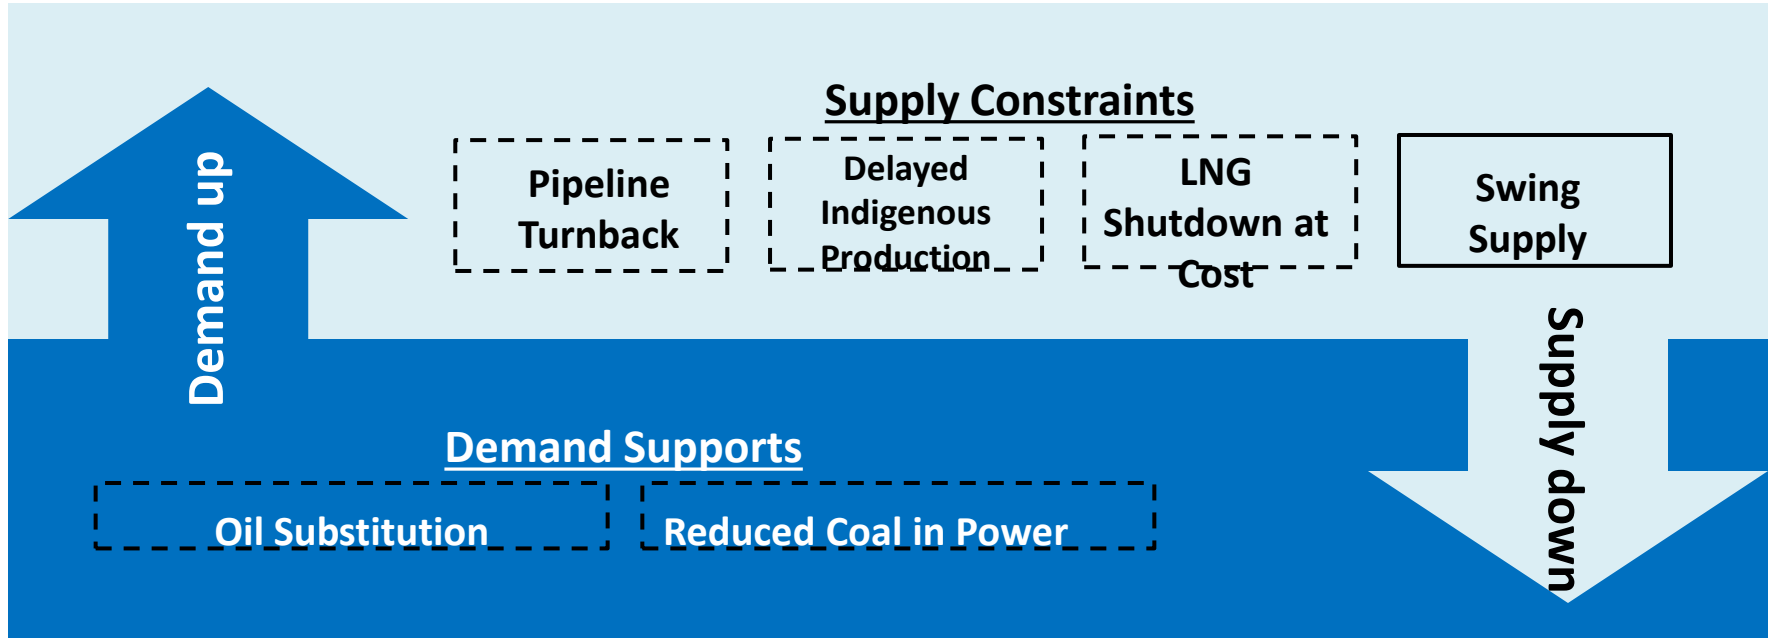 Supply Constraints
Pipeline
Turnback
Delayed
Indigenous
Production
LNG
Shutdown at
Cost
Swing
Supply
Demand up
Supply down
Demand Supports
Oil Substitution
Reduced Coal in Power